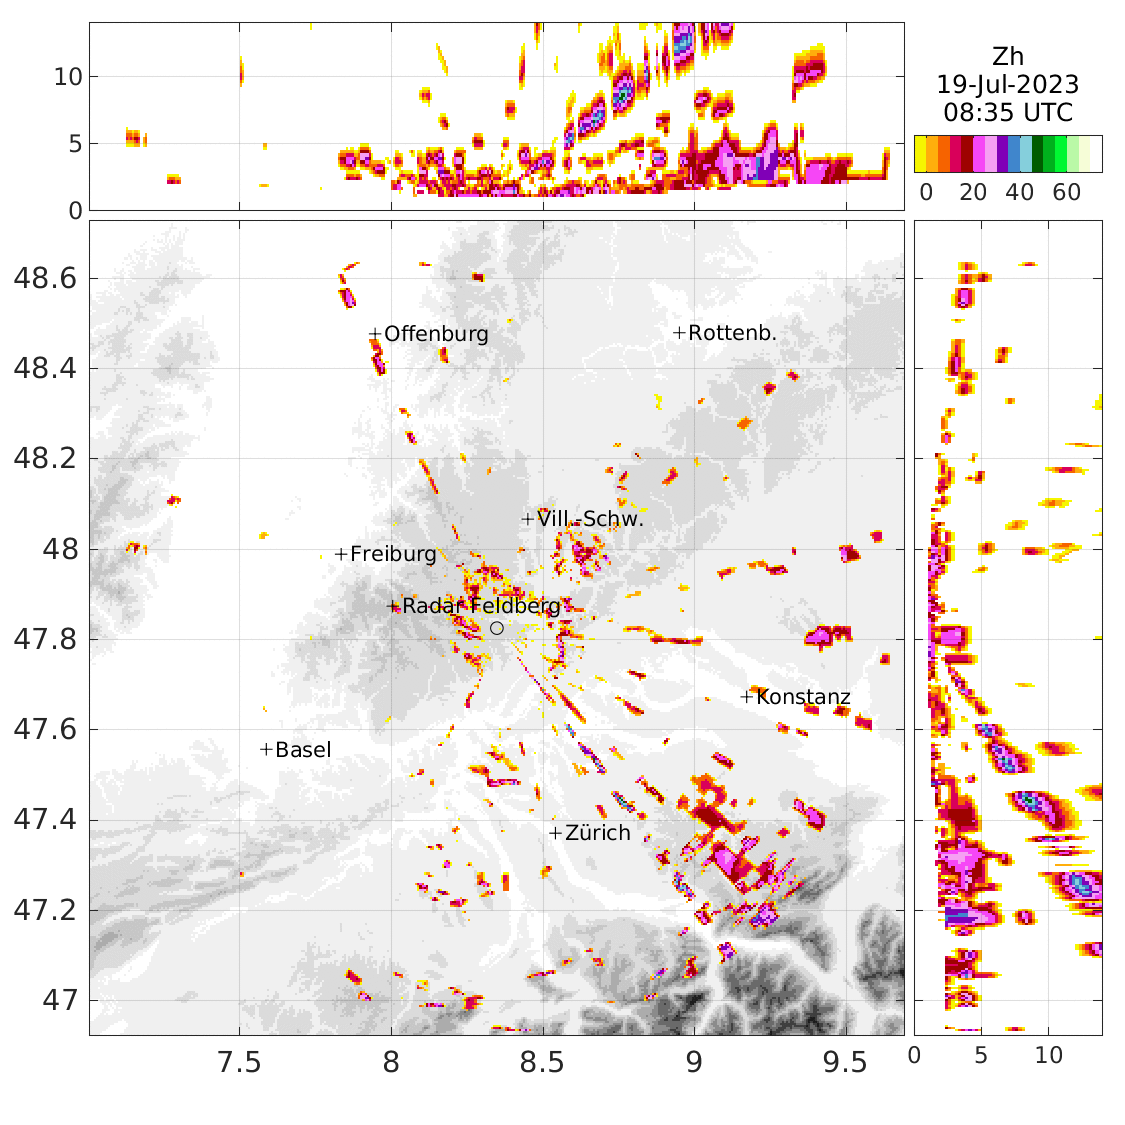 10
5
0
Zh
19-Jul-2023
08:35 UTC
0 20 40 60
48.6
48.4
48.2
48
47.8
47.6
47.4
47.2
47
+Offenburg
+Rottenb.
+Vill.-Schw.
+Freiburg
+Radar Feldberg
+Konstanz
+Basel
+Zürich
7.5 8 8.5 9 9.5
0 5 10